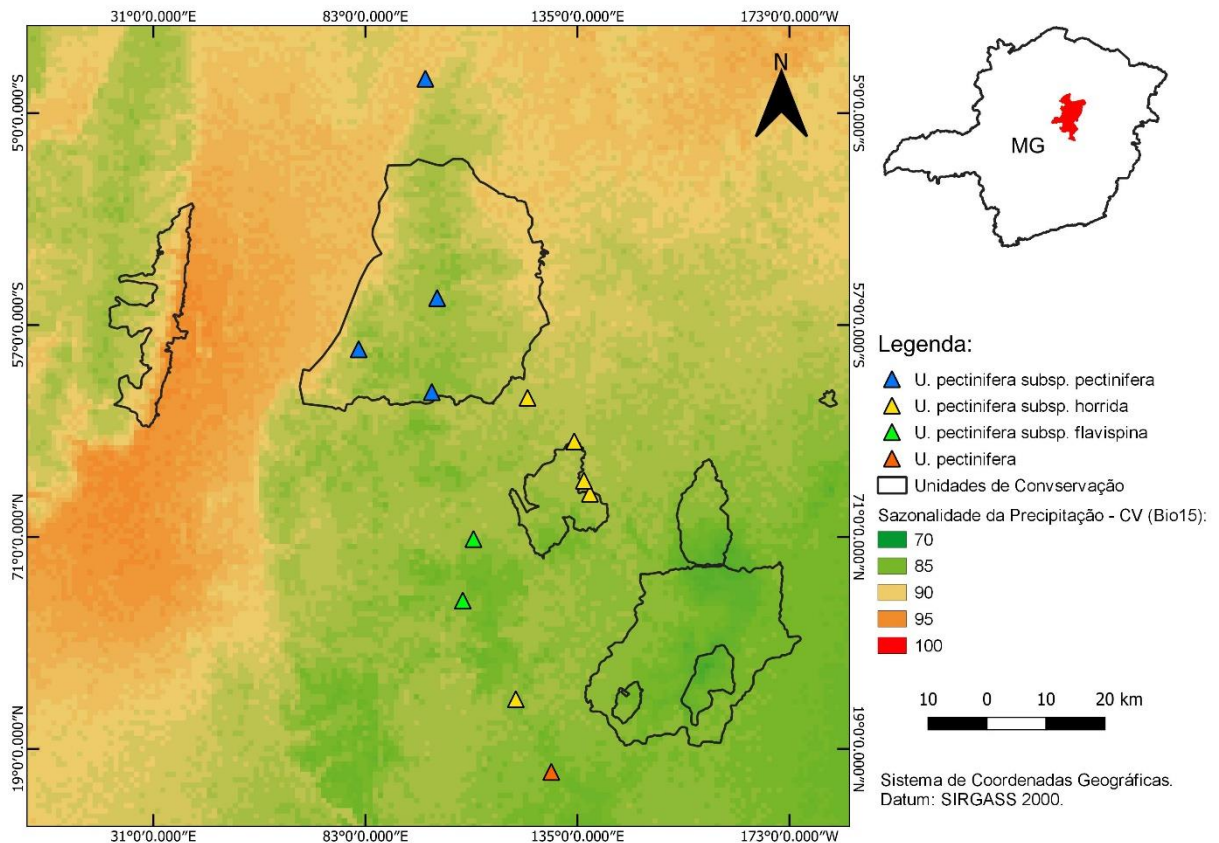 31°0'0.000"W 83°0'0.000"E 135°0'0.000"E 173°0'0.000"W
5°0'0.000"S
57°0'0.000"S
71°0'0.000"N
19°0'0.000"N
N
5°0'0.000"S
57°0'0.000"S
71°0'0.000"N
19°0'0.000"N
31°0'0.000"E 83°0'0.000"E 135°0'0.000"E 173°0'0.000"W
MG
Legenda:
U. pectinifera subsp. pectinifera
U. pectinifera subsp. horrida
U. pectinifera subsp. flavispina
U. pectinifera
Unidades de Convservação
Sazonalidade da Precipitação - CV (Bio15):
70
85
90
95
100
10 0 10 20 km
Sistema de Coordenadas Geográficas.
Datum: SIRGASS 2000.